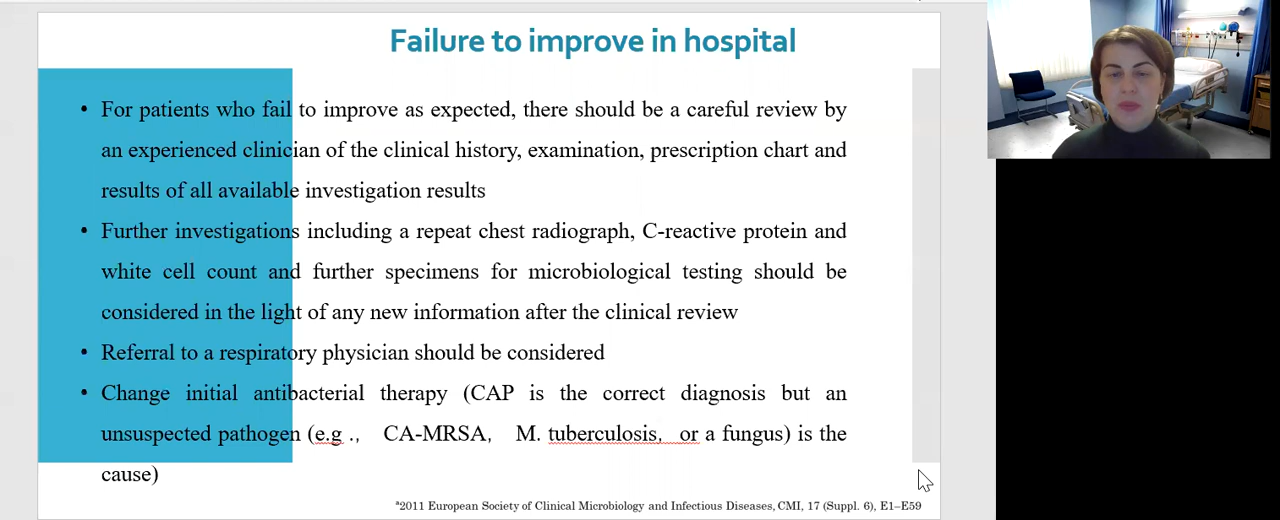 Failure to improve in hospital
• For patients who fail to improve as expected, there should be a careful review by
an experienced clinician of the clinical history, examination, prescription chart and
results of all available investigation results
• Further investigations including a repeat chest radiograph, C-reactive protein and
white cell count and further specimens for microbiological testing should be
considered in the light of any new information after the clinical review
• Referral to a respiratory physician should be considered
• Change initial antibacterial therapy (CAP is the correct diagnosis but an
unsuspected pathogen (e.g ., CA-MRSA, M. tuberculosis, or a fungus) is the
cause)
ª2011 European Society of Clinical Microbiology and Infectious Diseases, CMI, 17 (Suppl. 6), E1–E59